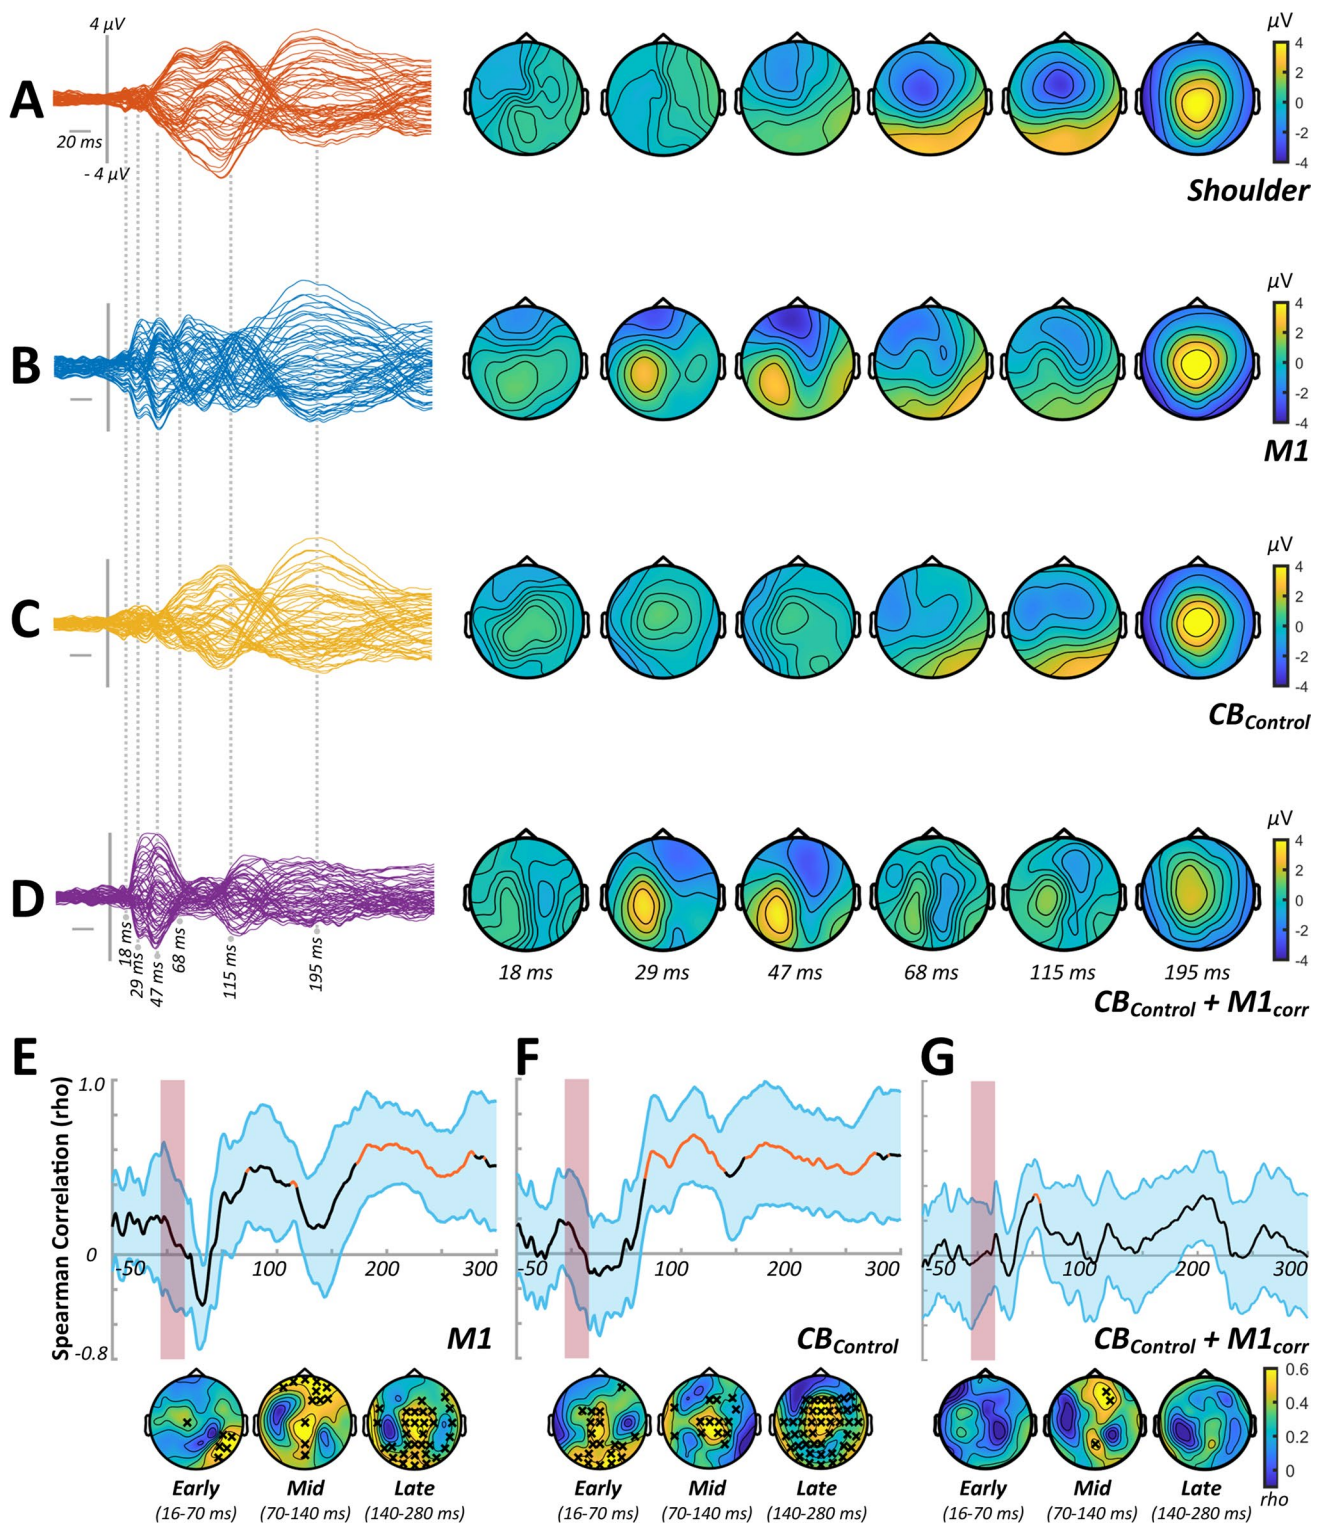 A
4 µV
20 ms
- 4 µV
µV
4
2
0
-2
-4
Shoulder
B
µV
4
2
0
-2
-4
M1
C
µV
4
2
0
-2
-4
CBControl
D
18 ms
29 ms
47 ms
68 ms
115 ms
195 ms
µV
4
2
0
-2
-4
18 ms 29 ms 47 ms 68 ms 115 ms 195 ms
CBControl + M1corr
E
Spearman Correlation (rho)
1.0
0
-0.8
-50 100 200 300
M1
F
-50 100 200 300
CBControl
G
-50 100 200 300
CBControl + M1corr
Early Mid Late
(16-70 ms) (70-140 ms) (140-280 ms)
Early Mid Late
(16-70 ms) (70-140 ms) (140-280 ms)
Early Mid Late
(16-70 ms) (70-140 ms) (140-280 ms)
0.6
0.4
0.2
0
rho